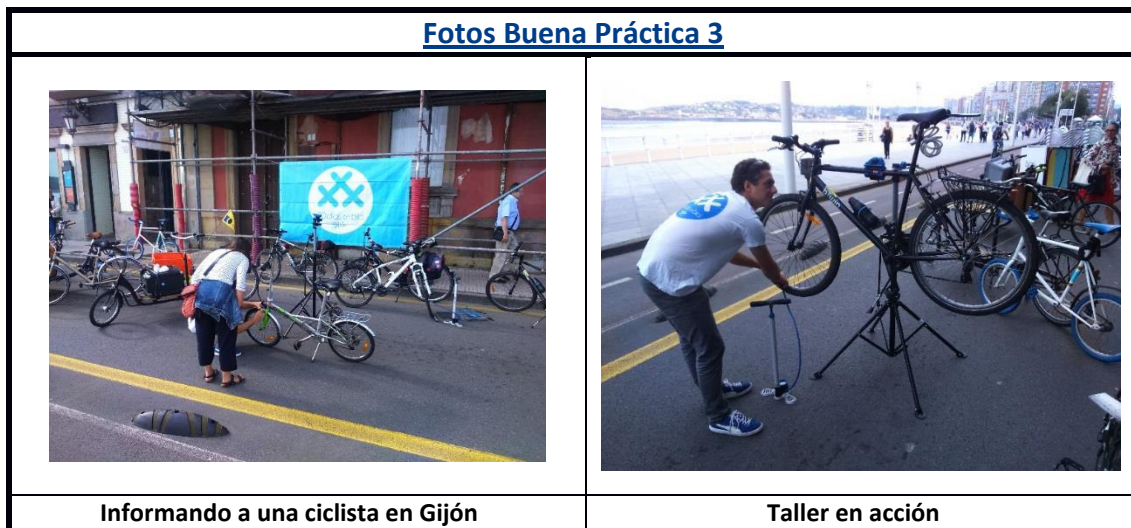 Fotos Buena Práctica 3
Informando a una ciclista en Gijón
Taller en acción